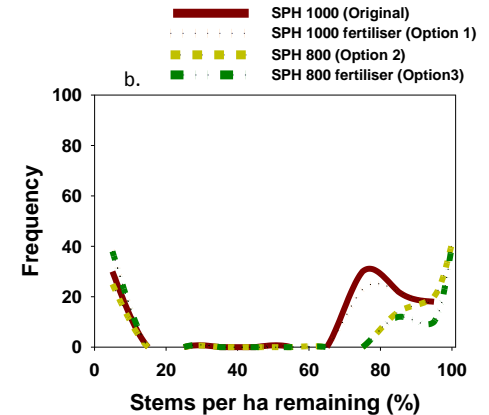 SPH 1000 (Original)
SPH 1000 fertiliser (Option 1)
SPH 800 (Option 2)
SPH 800 fertiliser (Option3)
b.
100
80
60
40
20
0
Frequency
0 20 40 60 80 100
Stems per ha remaining (%)